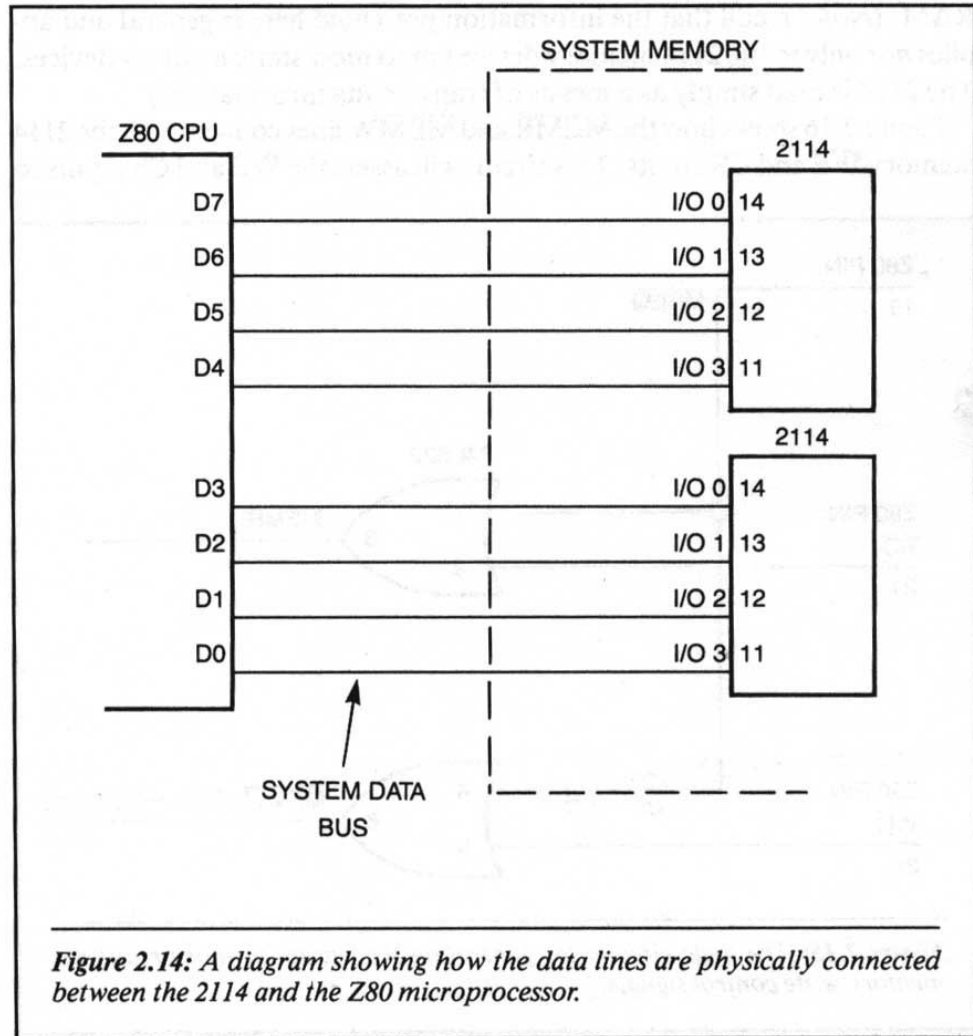 SYSTEM MEMORY
Z80 CPU
2114
D7 I/O 0 14
D6 I/O 1 13
D5 I/O 2 12
D4 I/O 3 11
2114
D3 I/O 0 14
D2 I/O 1 13
D1 I/O 2 12
D0 I/O 3 11
SYSTEM DATA
BUS
Figure 2.14: A diagram showing how the data lines are physically connected
between the 2114 and the Z80 microprocessor.